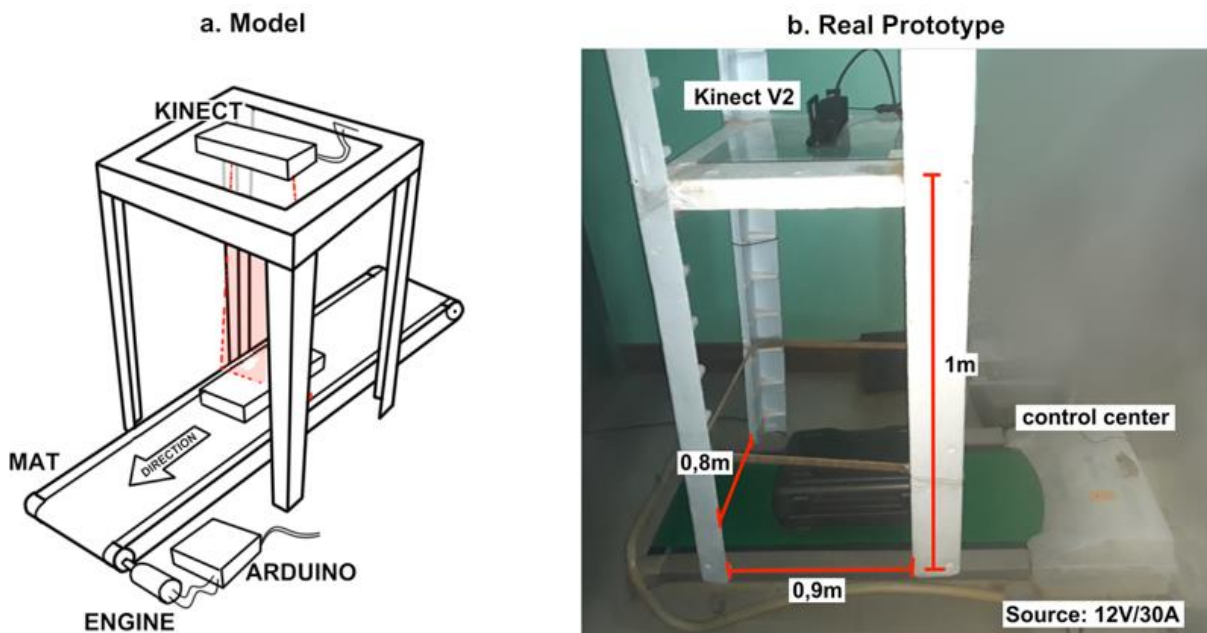 a. Model
KINECT
DIRECTION
MAT
ARDUINO
ENGINE
b. Real Prototype
Kinect V2
1m
control center
0,8m
0,9m
Source: 12V/30A